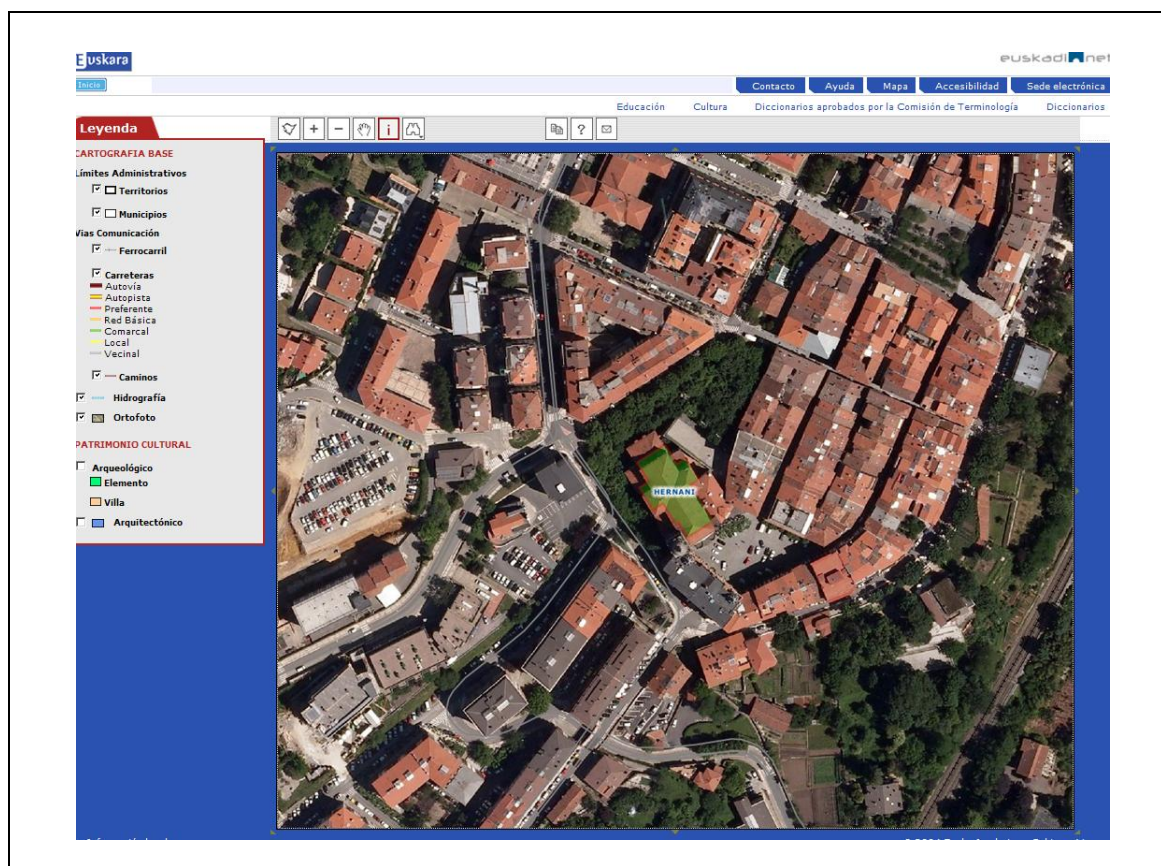 Euskara
euskadi net
Inicio
Contacto Ayuda Mapa Accesibilidad Sede electrónica
Educación Cultura Diccionarios aprobados por la Comisión de Terminología Diccionarios
Leyenda
CARTOGRAFIA BASE
Límites Administrativos
Territorios
Municipios
Vias Comunicación
Ferrocarril
Carreteras
Autovía
Autopista
Preferente
Red Básica
Comarcal
Local
Vecinal
Caminos
Hidrografía
Ortofoto
PATRIMONIO CULTURAL
Arqueológico
Elemento
Villa
Arquitectónico
HERNANI